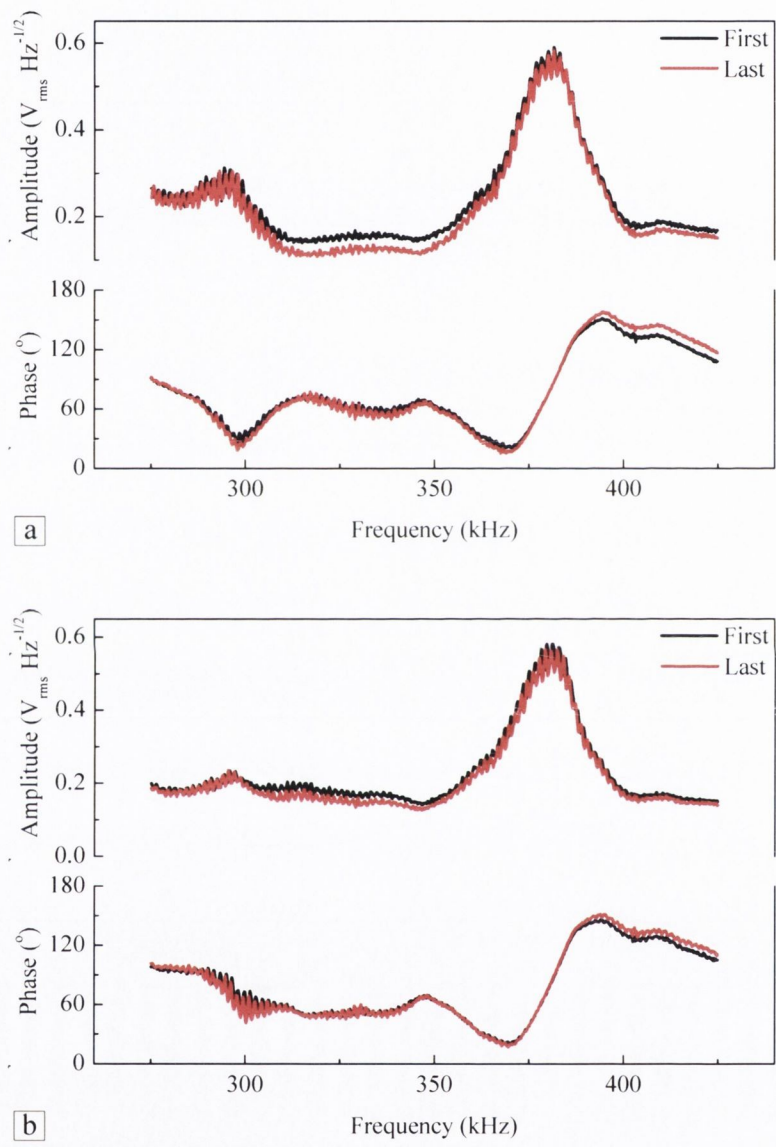 0.6
0.4
0.2
Amplitude (V_rms Hz^-1/2)
First
Last
180
120
60
0
Phase (°)
300
350
400
Frequency (kHz)
a
0.6
0.4
0.2
0.0
Amplitude (V_rms Hz^-1/2)
First
Last
180
120
60
0
Phase (°)
300
350
400
Frequency (kHz)
b